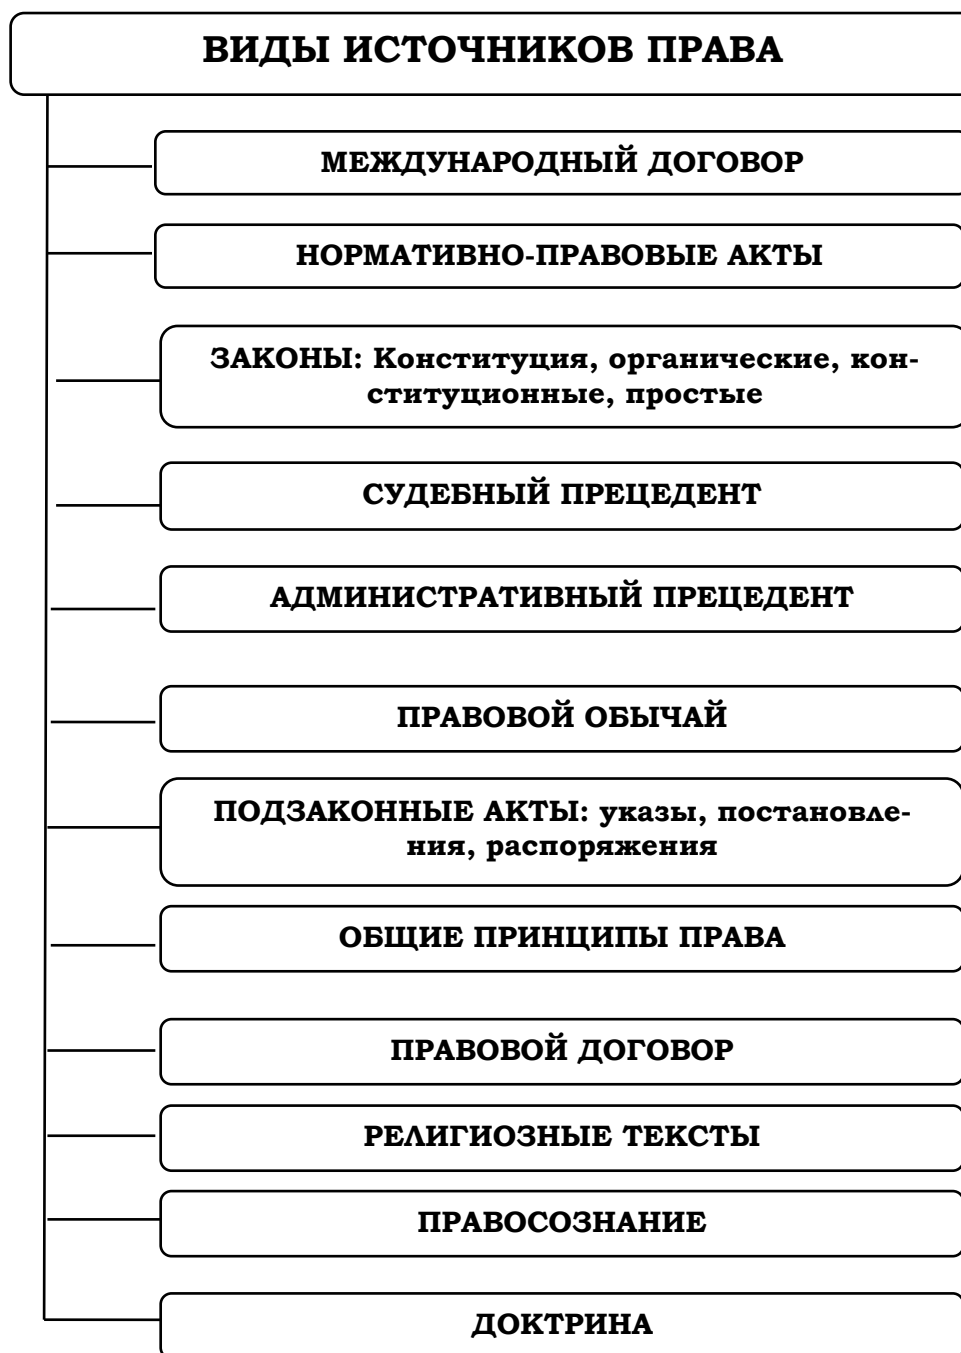 ВИДЫ ИСТОЧНИКОВ ПРАВА
МЕЖДУНАРОДНЫЙ ДОГОВОР
НОРМАТИВНО-ПРАВОВЫЕ АКТЫ
ЗАКОНЫ: Конституция, органические, кон-
ституционные, простые
СУДЕБНЫЙ ПРЕЦЕДЕНТ
АДМИНИСТРАТИВНЫЙ ПРЕЦЕДЕНТ
ПРАВОВОЙ ОБЫЧАЙ
ПОДЗАКОННЫЕ АКТЫ: указы, постановле-
ния, распоряжения
ОБЩИЕ ПРИНЦИПЫ ПРАВА
ПРАВОВОЙ ДОГОВОР
РЕЛИГИОЗНЫЕ ТЕКСТЫ
ПРАВОСОЗНАНИЕ
ДОКТРИНА